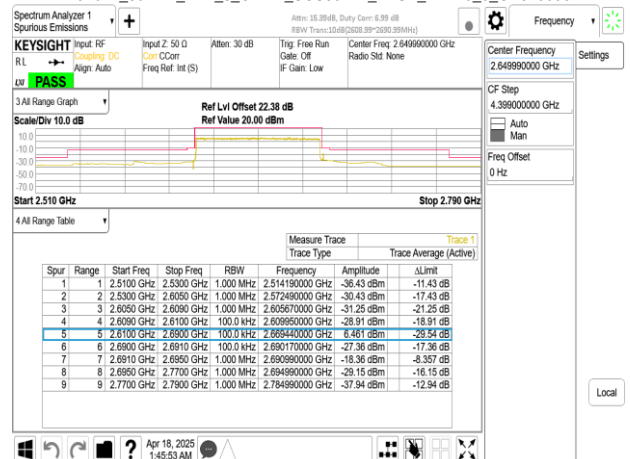 Spectrum Analyzer 1
Spurious Emissions
Attn: 15.39dB, Duty Corr: 6.99 dB
RBW Trans:10dB(2608.99~2690.99MHz)
Frequency
KEYSIGHT
RL
Input: RF
Coupling: DC
Align: Auto
Input Z: 50 Ω
Corr CCorr
Freq Ref: Int (S)
Atten: 30 dB
Trig: Free Run
Gate: Off
IF Gain: Low
Center Freq: 2.649990000 GHz
Radio Std: None
LXI PASS
Center Frequency
2.649990000 GHz
Settings
CF Step
4.399000000 GHz
Auto
Man
Freq Offset
0 Hz
Local
3 All Range Graph
Scale/Div 10.0 dB
Ref Lvl Offset 22.38 dB
Ref Value 20.00 dBm
10.0
-10.0
-30.0
-50.0
-70.0
Start 2.510 GHz Stop 2.790 GHz
4 All Range Table
Measure Trace Trace 1
Trace Type Trace Average (Active)
Spur Range Start Freq Stop Freq RBW Frequency Amplitude ΔLimit
1 1 2.5100 GHz 2.5300 GHz 1.000 MHz 2.514190000 GHz -36.43 dBm -11.43 dB
2 2 2.5300 GHz 2.6050 GHz 1.000 MHz 2.572490000 GHz -30.43 dBm -17.43 dB
3 3 2.6050 GHz 2.6090 GHz 1.000 MHz 2.605670000 GHz -31.25 dBm -21.25 dB
4 4 2.6090 GHz 2.6100 GHz 100.0 kHz 2.609950000 GHz -28.91 dBm -18.91 dB
5 5 2.6100 GHz 2.6900 GHz 100.0 kHz 2.669440000 GHz 6.461 dBm -29.54 dB
6 6 2.6900 GHz 2.6910 GHz 100.0 kHz 2.690170000 GHz -27.36 dBm -17.36 dB
7 7 2.6910 GHz 2.6950 GHz 1.000 MHz 2.690990000 GHz -18.36 dBm -8.357 dB
8 8 2.6950 GHz 2.7700 GHz 1.000 MHz 2.694990000 GHz -29.15 dBm -16.15 dB
9 9 2.7700 GHz 2.7900 GHz 1.000 MHz 2.784990000 GHz -37.94 dBm -12.94 dB
?
Apr 18, 2025
1:45:53 AM